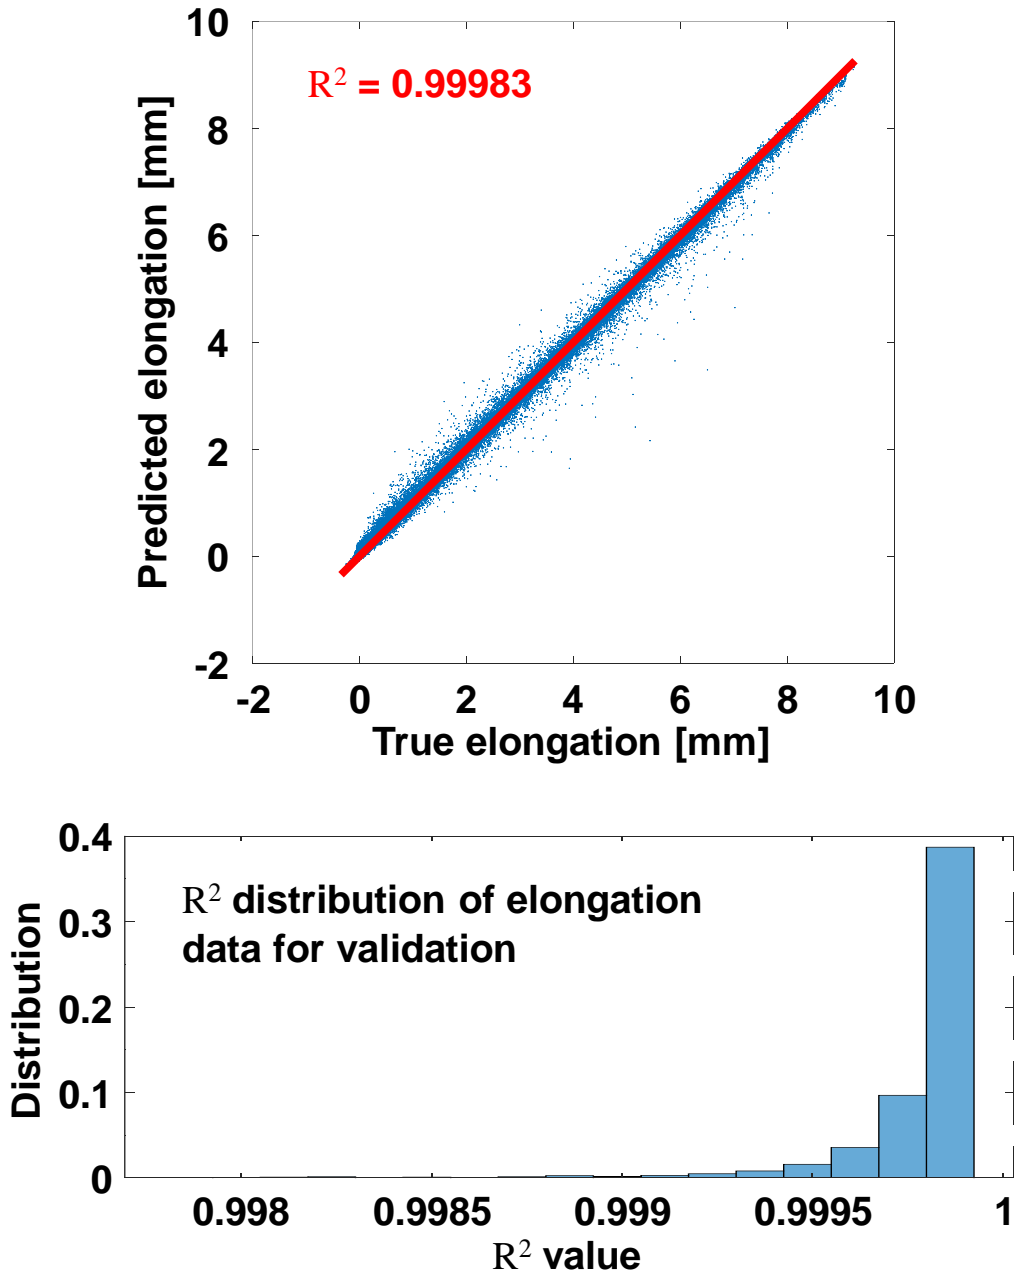 10
R² = 0.99983
8
6
4
2
0
-2
Predicted elongation [mm]
-2 0 2 4 6 8 10
True elongation [mm]
0.4
R² distribution of elongation
data for validation
0.3
0.2
0.1
0
Distribution
0.998 0.9985 0.999 0.9995 1
R² value